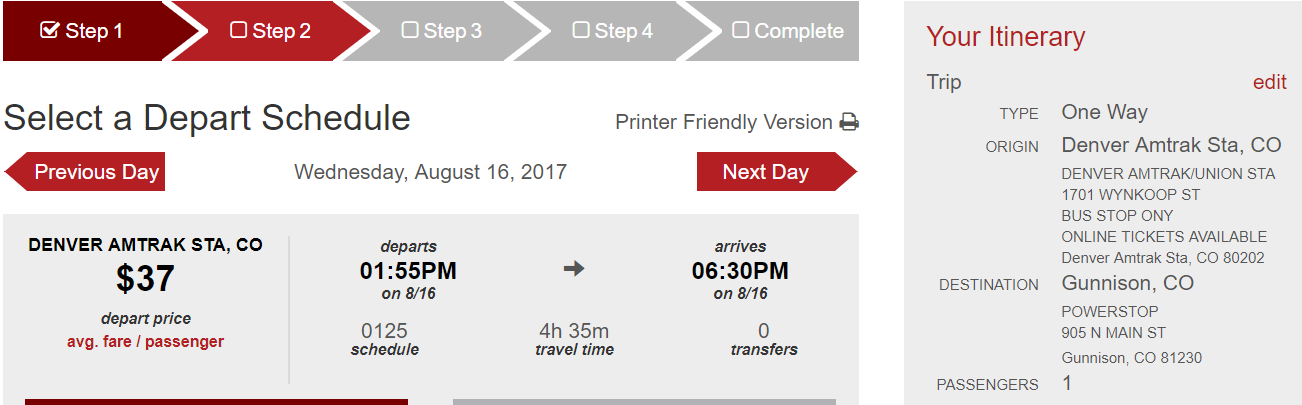 Step 1 Step 2 Step 3 Step 4 Complete
Select a Depart Schedule
Printer Friendly Version
Previous Day
Wednesday, August 16, 2017
Next Day
DENVER AMTRAK STA, CO
$37
depart price
avg. fare / passenger
departs
01:55PM
on 8/16
arrives
06:30PM
on 8/16
0125
schedule
4h 35m
travel time
0
transfers
Your Itinerary
Trip edit
TYPE One Way
ORIGIN Denver Amtrak Sta, CO
DENVER AMTRAK/UNION STA
1701 WYNKOOP ST
BUS STOP ONY
ONLINE TICKETS AVAILABLE
Denver Amtrak Sta, CO 80202
DESTINATION Gunnison, CO
POWERSTOP
905 N MAIN ST
Gunnison, CO 81230
PASSENGERS 1